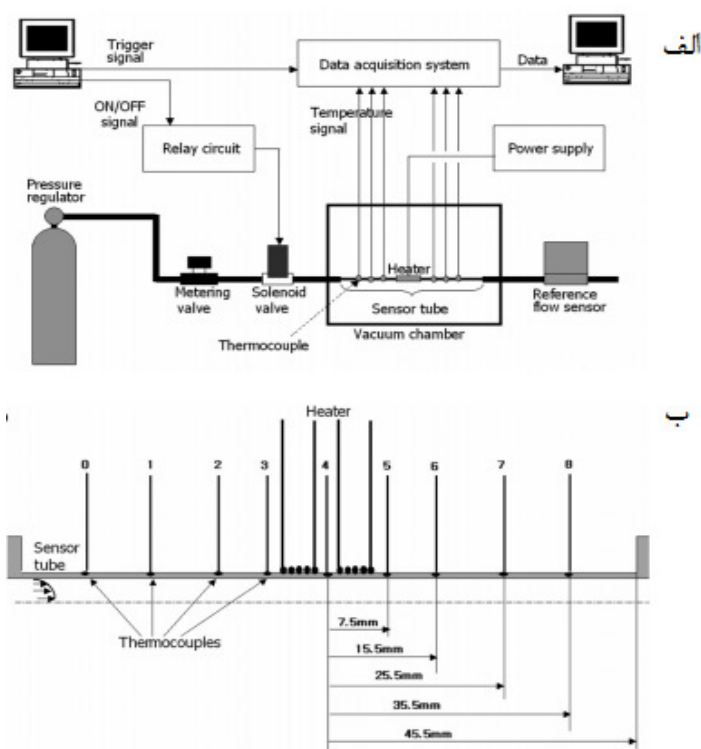 الف
Trigger
signal
Data acquisition system
Data
ON/OFF
signal
Temperature
signal
Relay circuit
Power supply
Pressure
regulator
Heater
Metering
valve
Solenoid
valve
Sensor tube
Reference
flow sensor
Thermocouple
Vacuum chamber
ب
Heater
0 1 2 3 4 5 6 7 8
Sensor
tube
Thermocouples
7.5mm
15.5mm
25.5mm
35.5mm
45.5mm